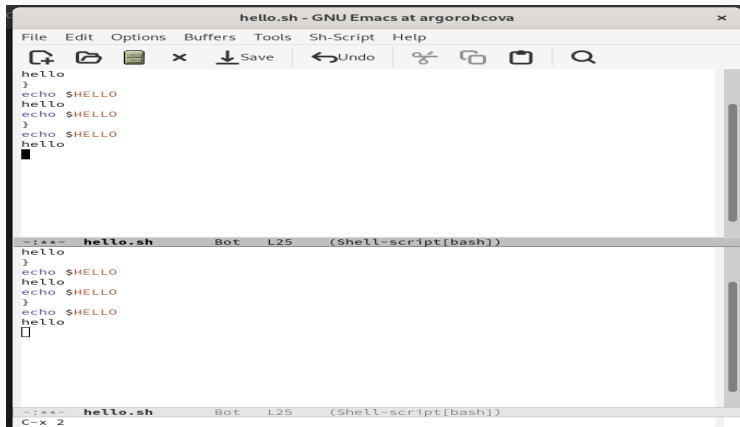 hello.sh - GNU Emacs at argorobcova
File Edit Options Buffers Tools Sh-Script Help
Save Undo
hello
}
echo $HELLO
hello
echo $HELLO
}
echo $HELLO
hello
-:**- hello.sh Bot L25 (Shell-script[bash])
hello
}
echo $HELLO
hello
echo $HELLO
}
echo $HELLO
hello
-:**- hello.sh Bot L25 (Shell-script[bash])
C-x 2